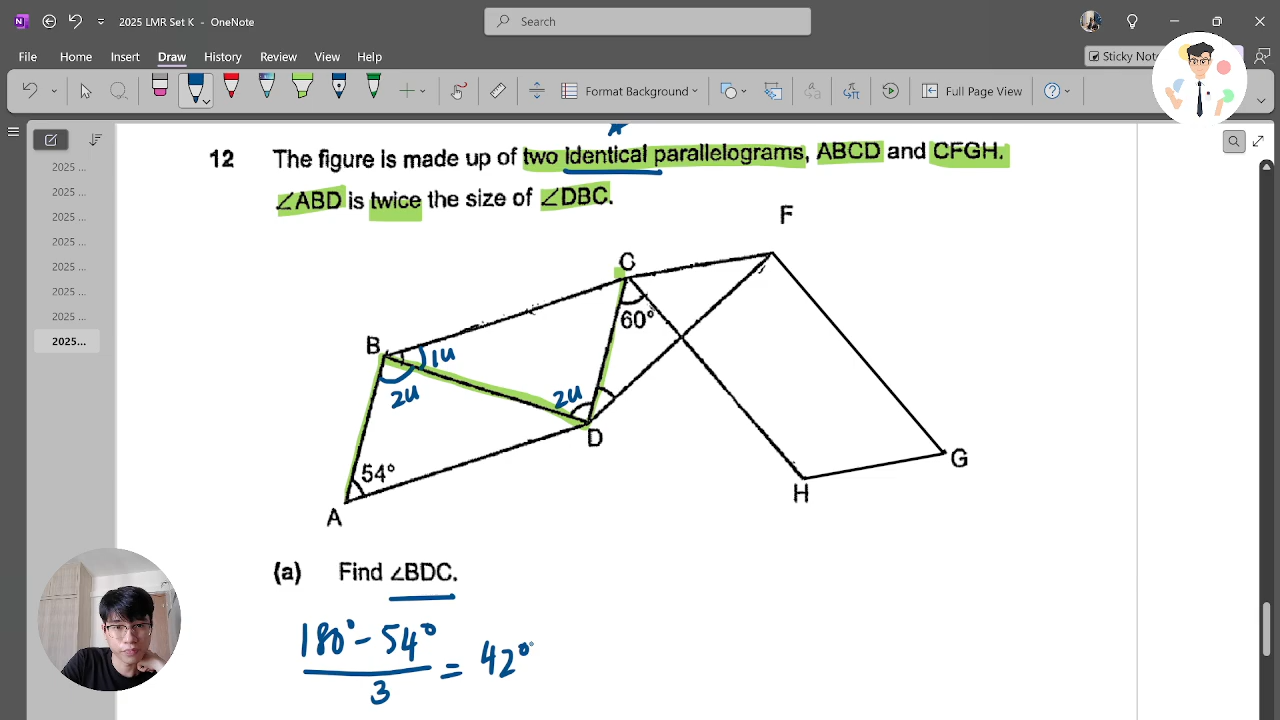 2025 LMR Set K - OneNote
Search
File Home Insert Draw History Review View Help
Sticky Not
Format Background
Full Page View
2025 ...
2025 ...
2025 ...
2025 ...
2025 ...
2025 ...
2025 ...
2025...
12 The figure is made up of two identical parallelograms, ABCD and CFGH.
∠ABD is twice the size of ∠DBC.
F
C
60°
B
1u
2u
2u
D
54°
A
G
H
(a) Find ∠BDC.
180° - 54°
3
= 42°